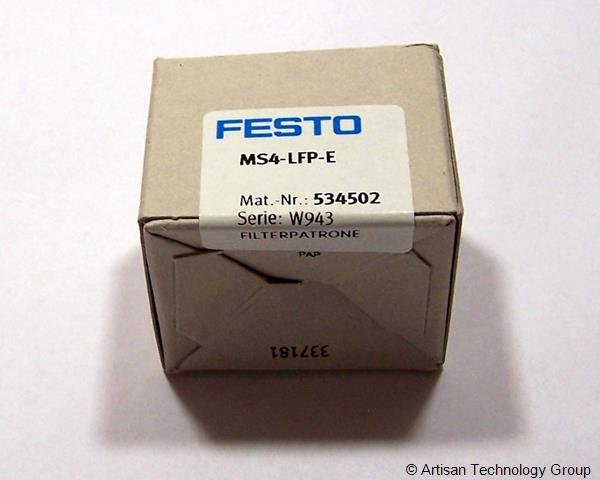 FESTO
MS4-LFP-E
Mat.-Nr.: 534502
Serie: W943
FILTERPATRONE
PAP
337181
© Artisan Technology Group